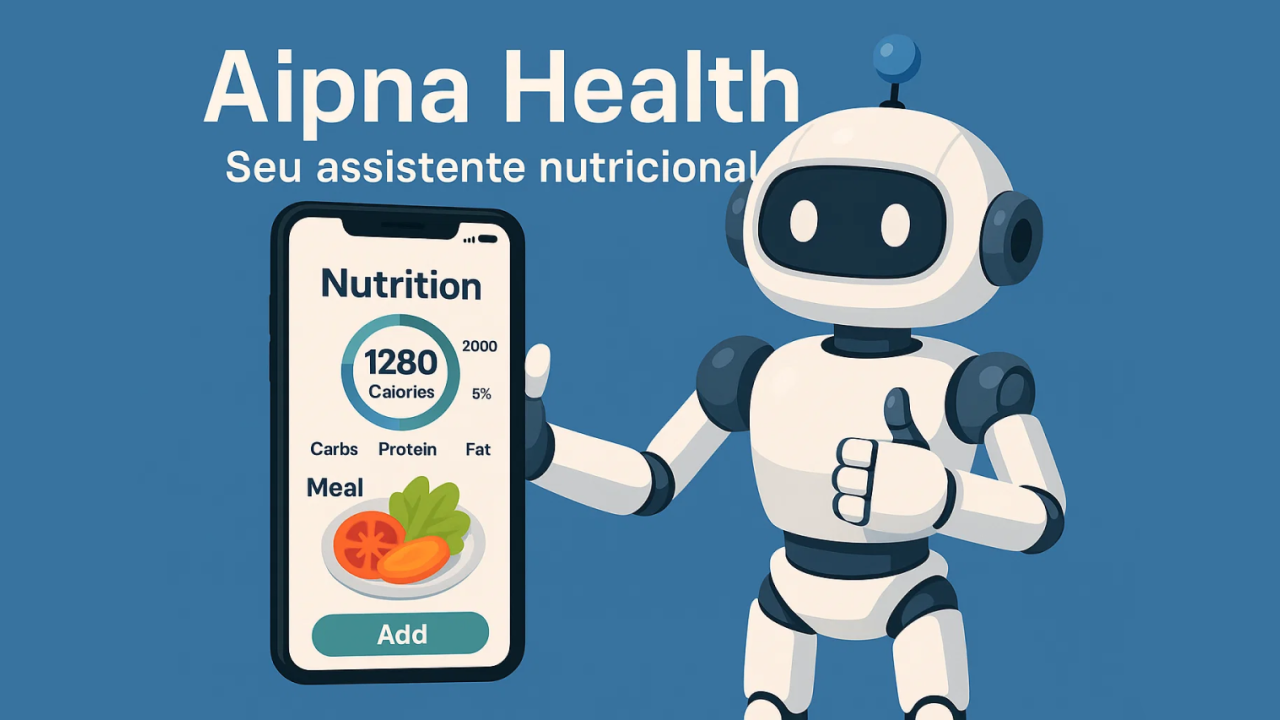 Aipna Health
Seu assistente nutricional
Nutrition
2000
1280
Caiories
5%
Carbs Protein Fat
Meal
Add